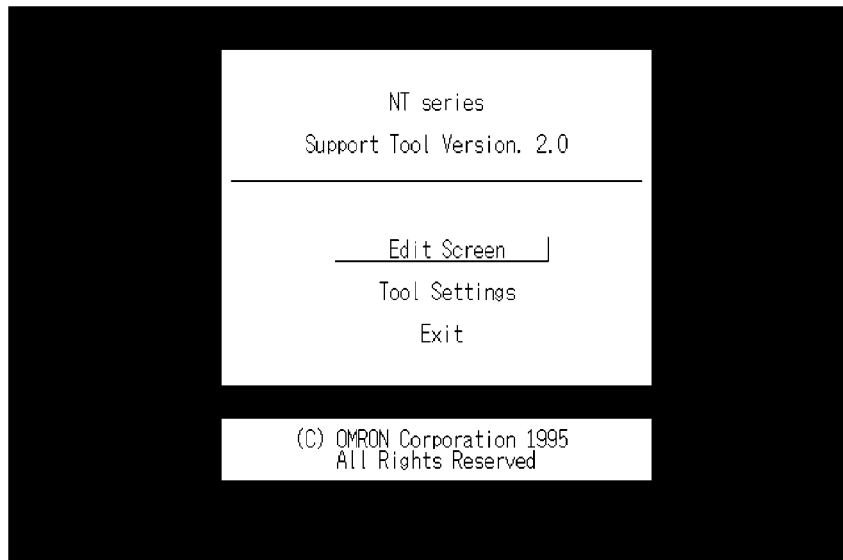 NT series
Support Tool Version. 2.0
Edit Screen
Tool Settings
Exit
(C) OMRON Corporation 1995
All Rights Reserved